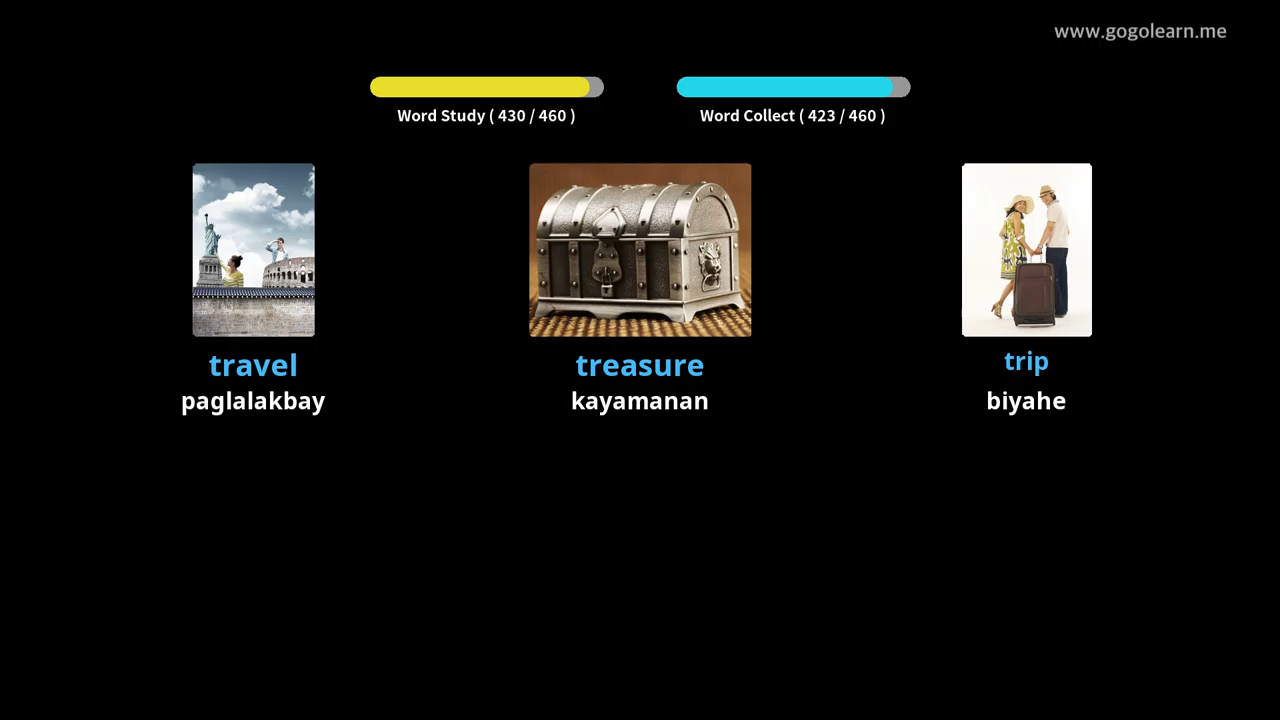 www.gogolearn.me
Word Study ( 430 / 460 )
Word Collect ( 423 / 460 )
travel
paglalakbay
treasure
kayamanan
trip
biyahe